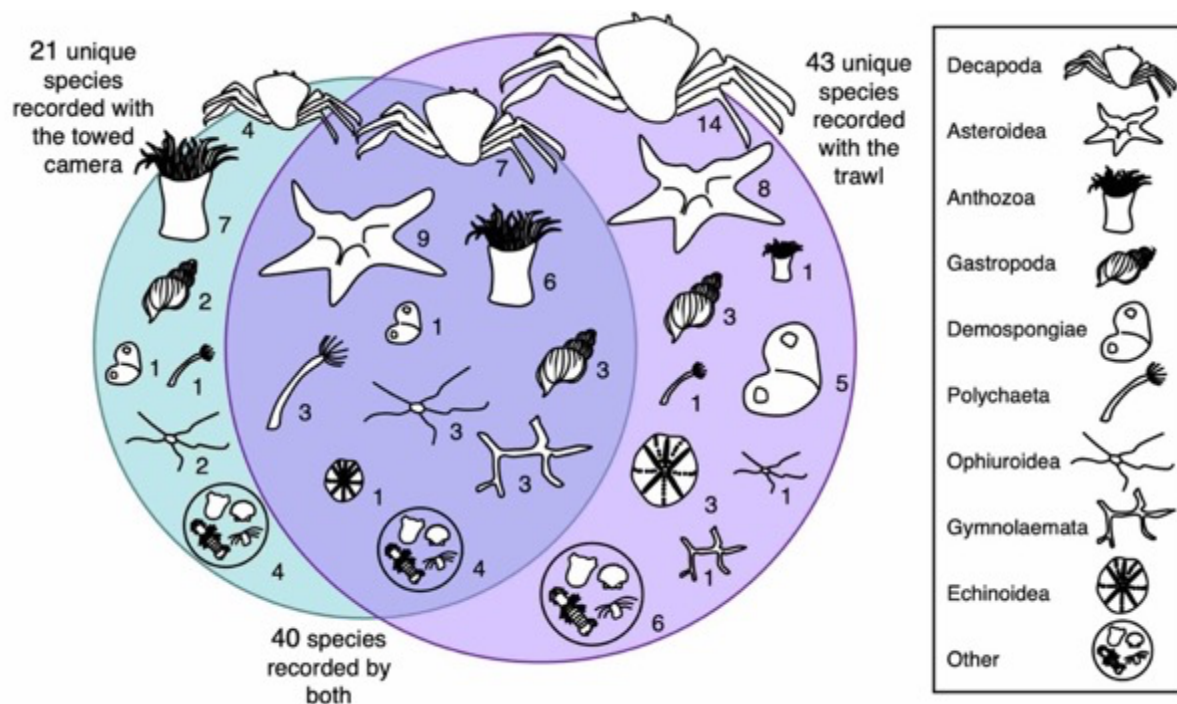 21 unique
species
recorded with
the towed
camera
43 unique
species
recorded
with the
trawl
4
7
14
7
9
6
8
1
2
1
3
3
1
1
3
3
1
5
2
1
3
3
1
4
4
6
1
40 species
recorded by
both
Decapoda
Asteroidea
Anthozoa
Gastropoda
Demospongiae
Polychaeta
Ophiuroidea
Gymnolaemata
Echinoidea
Other